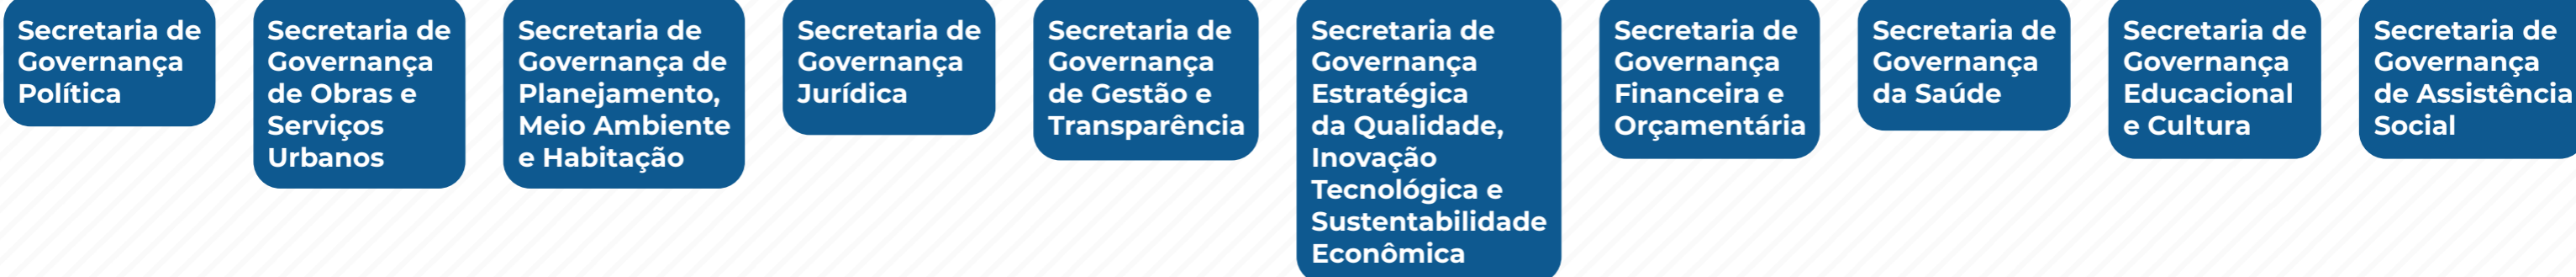 Secretaria de
Governança
Política
Secretaria de
Governança
de Obras e
Serviços
Urbanos
Secretaria de
Governança de
Planejamento,
Meio Ambiente
e Habitação
Secretaria de
Governança
Jurídica
Secretaria de
Governança
de Gestão e
Transparência
Secretaria de
Governança
Estratégica
da Qualidade,
Inovação
Tecnológica e
Sustentabilidade
Econômica
Secretaria de
Governança
Financeira e
Orçamentária
Secretaria de
Governança
da Saúde
Secretaria de
Governança
Educacional
e Cultura
Secretaria de
Governança
de Assistência
Social